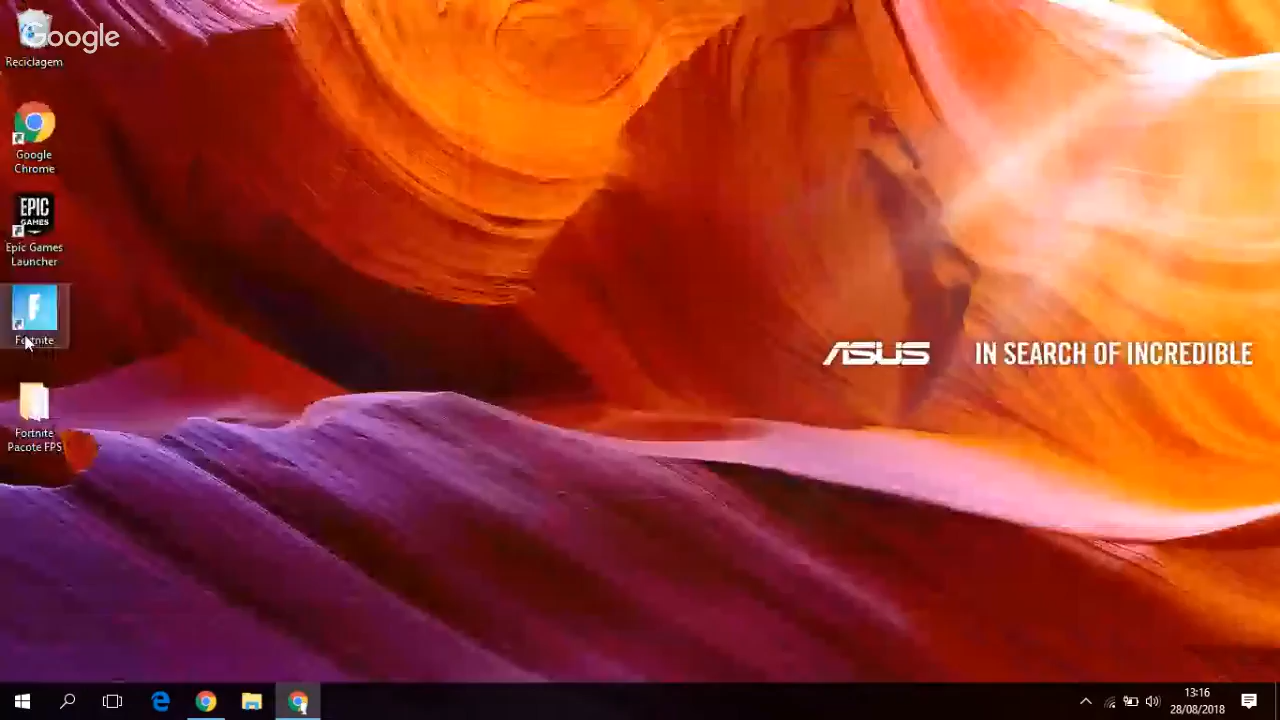 Google
Reciclagem
Google
Chrome
EPIC
GAMES
Epic Games
Launcher
F
Fortnite
Fortnite
Pacote FPS
ASUS IN SEARCH OF INCREDIBLE
13:16
28/08/2018